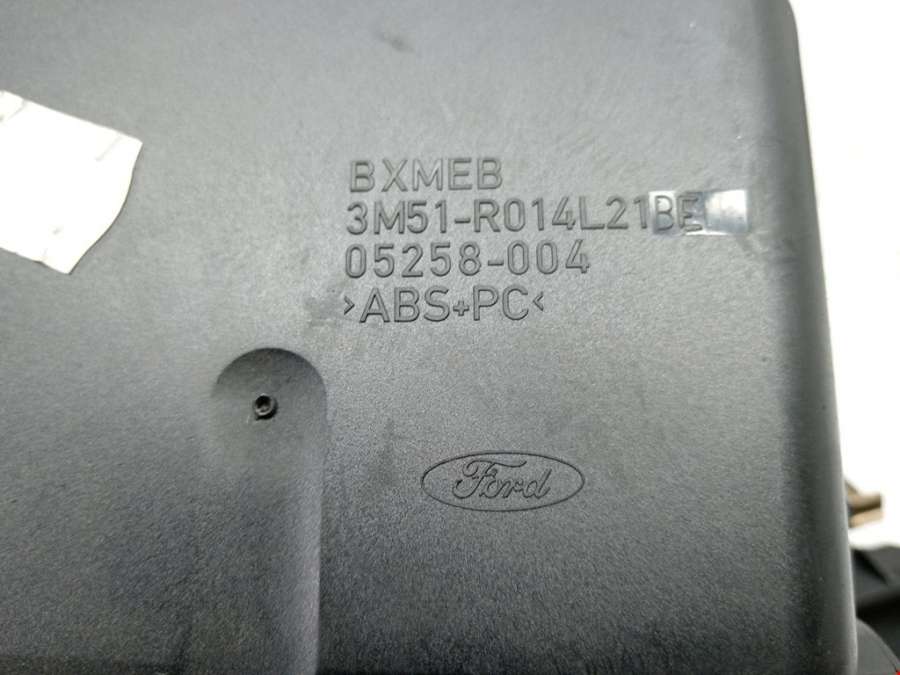 BXMEB
3M51-R014L21BE
05258-004
>ABS+PC<
Ford